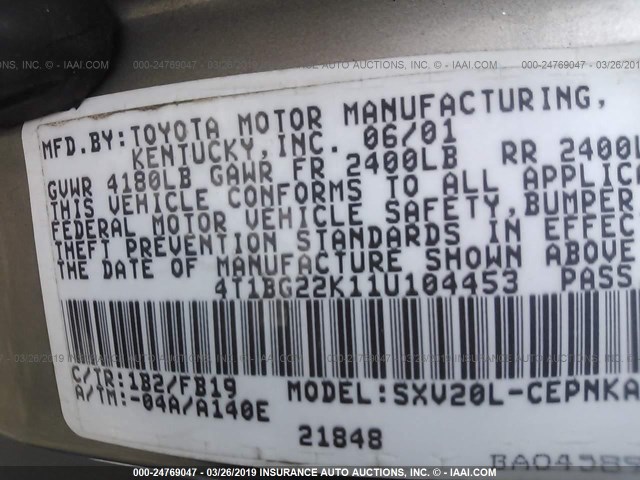 000-24769047 / 03/26/2019 INSURANCE AUTO AUCTIONS, INC. © - IAAI.COM
MFD.BY:TOYOTA MOTOR MANUFACTURING,
KENTUCKY,INC. 06/01
GVWR 4180LB GAWR FR 2400LB RR 2400L
THIS VEHICLE CONFORMS TO ALL APPLICA
FEDERAL MOTOR VEHICLE SAFETY,BUMPER
THEFT PREVENTION STANDARDS IN EFFEC
THE DATE OF MANUFACTURE SHOWN ABOVE
4T1BG22K11U104453 PASS
C/TR:1B2/FB19 MODEL:SXV20L-CEPNKA
A/TM:-04A/A140E
21848
BA04589
000-24769047 / 03/26/2019 INSURANCE AUTO AUCTIONS, INC. © - IAAI.COM